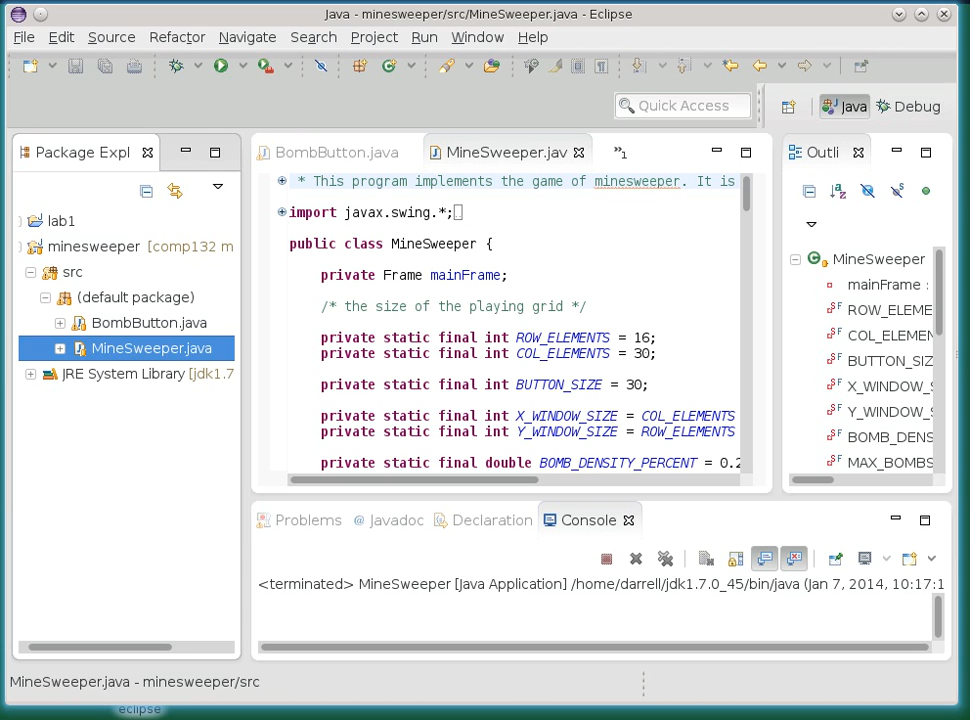 Java - minesweeper/src/MineSweeper.java - Eclipse
File Edit Source Refactor Navigate Search Project Run Window Help
Quick Access
Java
Debug
Package Expl
BombButton.java
MineSweeper.jav
»1
Outli
lab1
minesweeper [comp132 m
src
(default package)
BombButton.java
MineSweeper.java
JRE System Library [jdk1.7
* This program implements the game of minesweeper. It is
import javax.swing.*;
public class MineSweeper {
private Frame mainFrame;
/* the size of the playing grid */
private static final int ROW_ELEMENTS = 16;
private static final int COL_ELEMENTS = 30;
private static final int BUTTON_SIZE = 30;
private static final int X_WINDOW_SIZE = COL_ELEMENTS
private static final int Y_WINDOW_SIZE = ROW_ELEMENTS
private static final double BOMB_DENSITY_PERCENT = 0.2
MineSweeper
mainFrame :
ROW_ELEME
COL_ELEMEN
BUTTON_SIZ
X_WINDOW_S
Y_WINDOW_S
BOMB_DENS
MAX_BOMBS
Problems
@ Javadoc
Declaration
Console
<terminated> MineSweeper [Java Application] /home/darrell/jdk1.7.0_45/bin/java (Jan 7, 2014, 10:17:1
MineSweeper.java - minesweeper/src
eclipse